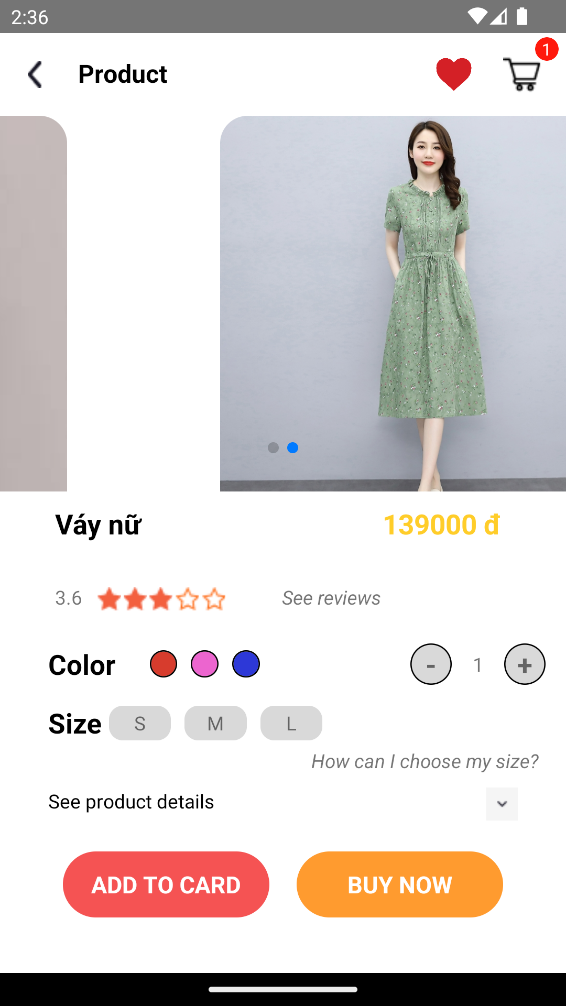 2:36
Product
1
Váy nữ
139000 đ
3.6
See reviews
Color
- 1 +
Size S M L
How can I choose my size?
See product details
ADD TO CARD
BUY NOW